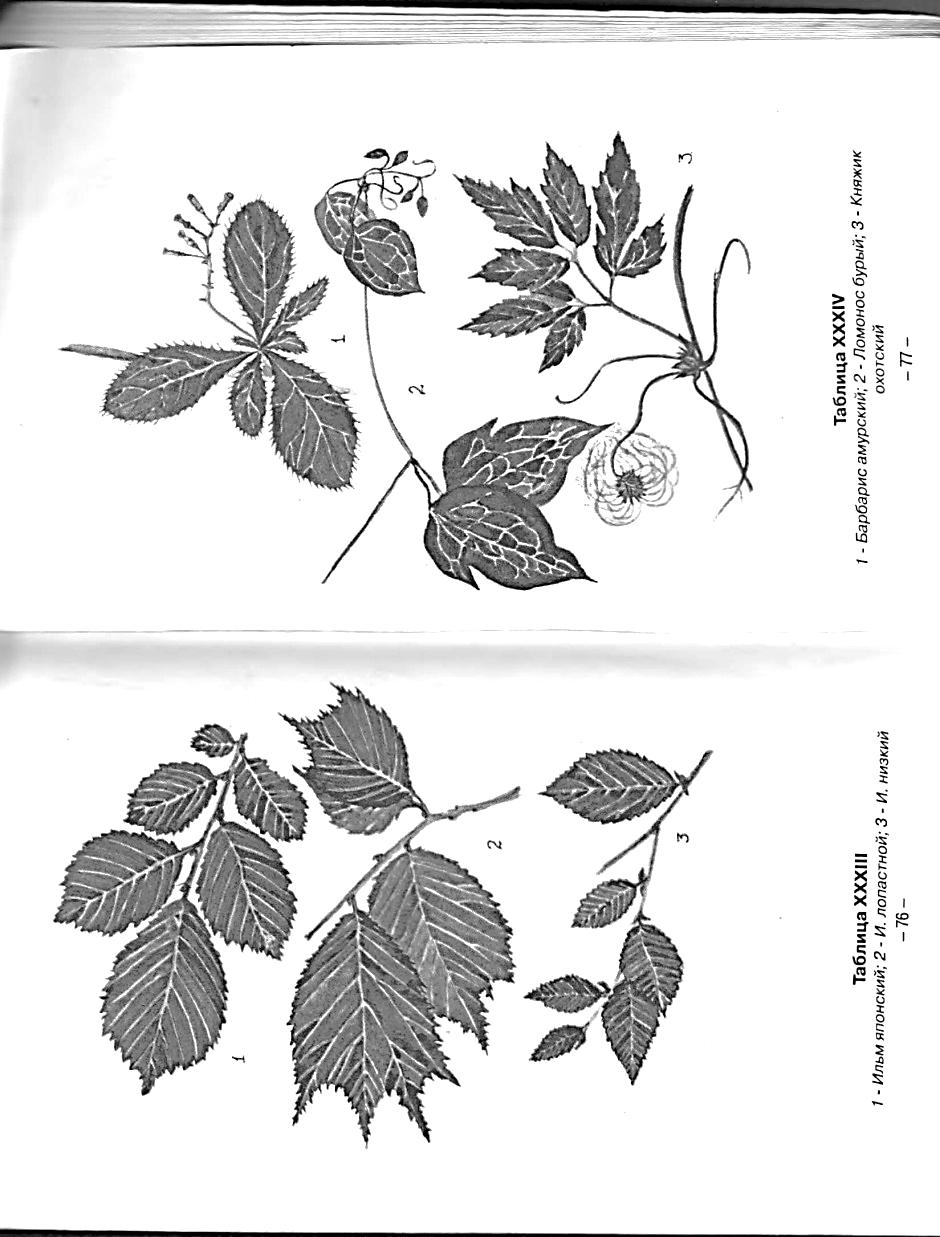 1
2
3
Таблица XXXIII
1 - Ильм японский; 2 - И. лопастной; 3 - И. низкий
– 76 –
1
2
3
Таблица XXXIV
1 - Барбарис амурский; 2 - Ломонос бурый; 3 - Княжик
охотский
– 77 –